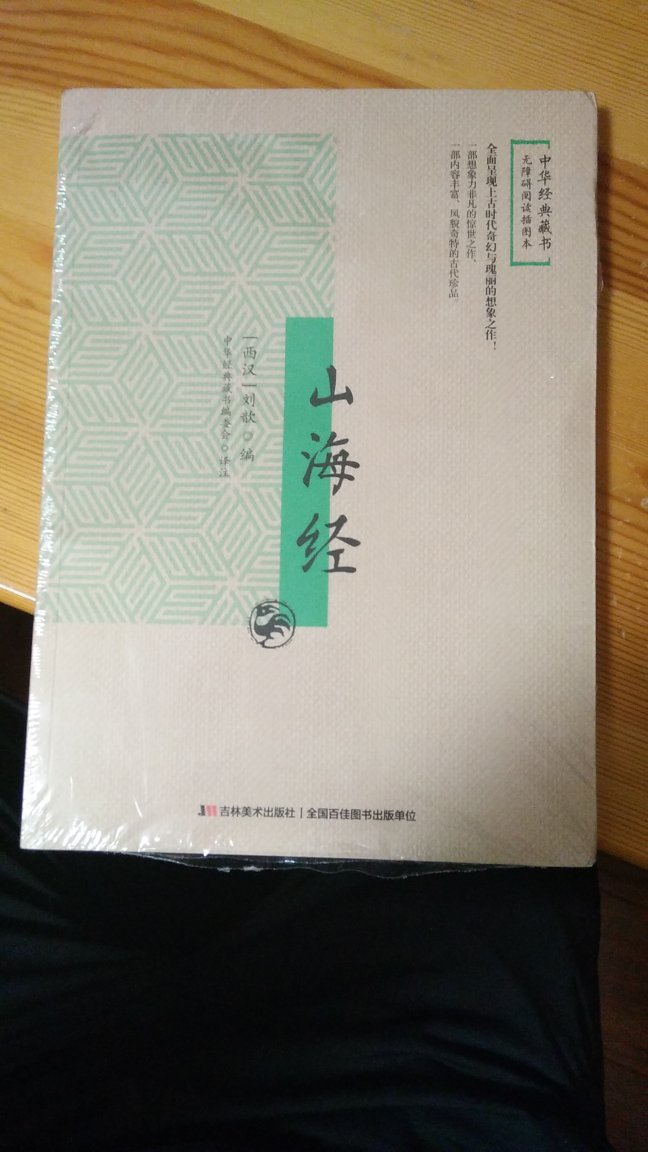 中华经典藏书
无障碍阅读插图本
全面呈现上古时代奇幻与瑰丽的想象之作！
一部想象力非凡的惊世之作、
一部内容丰富、风貌奇特的古代珍品。
山海经
［西汉］刘歆◎编
中华经典藏书编委会◎译注
吉林美术出版社｜全国百佳图书出版单位